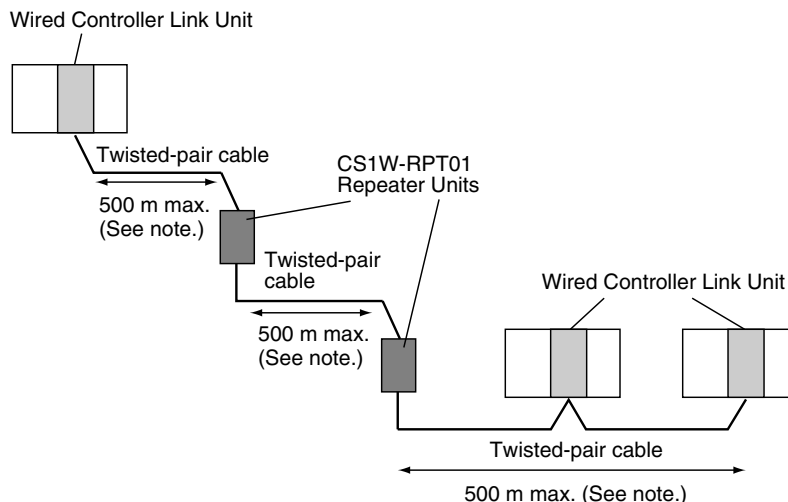 Wired Controller Link Unit
Twisted-pair cable
500 m max.
(See note.)
CS1W-RPT01
Repeater Units
Twisted-pair
cable
500 m max.
(See note.)
Wired Controller Link Unit
Twisted-pair cable
500 m max. (See note.)